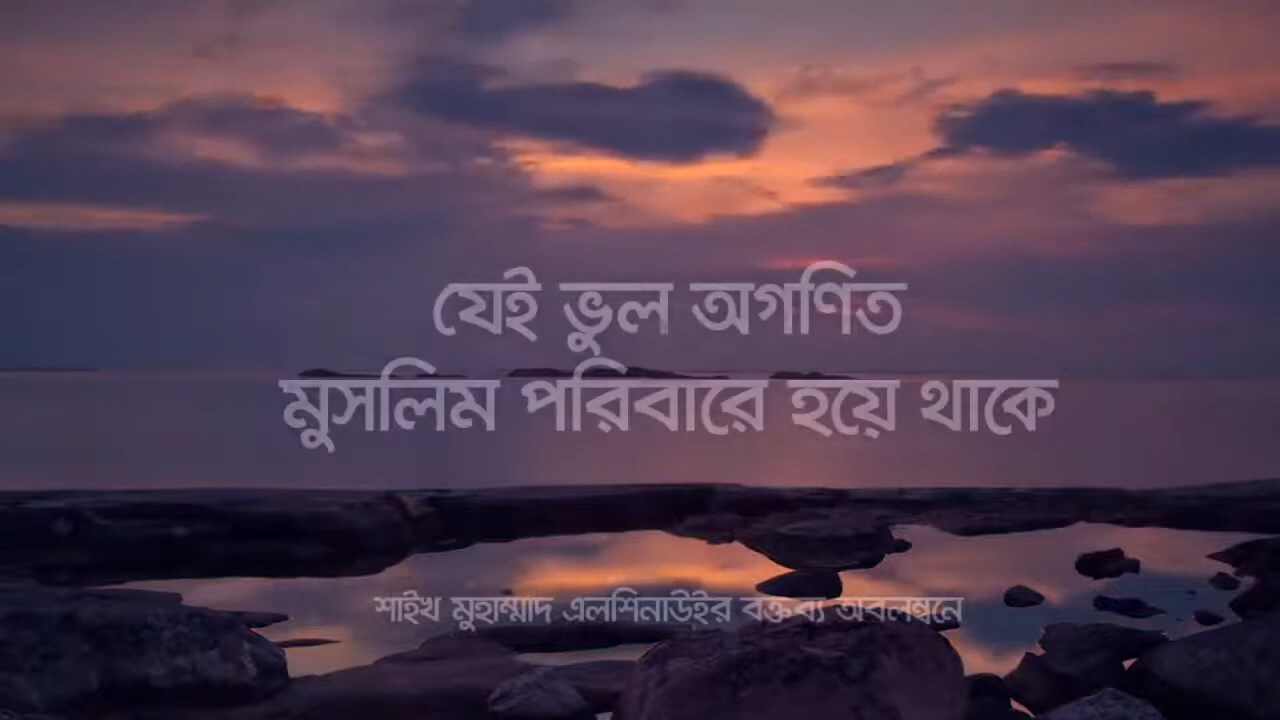 যেই ভুল অগণিত
মুসলিম পরিবারে হয়ে থাকে
শাইখ মুহাম্মাদ এলশিনাউইর বক্তব্য অবলম্বনে